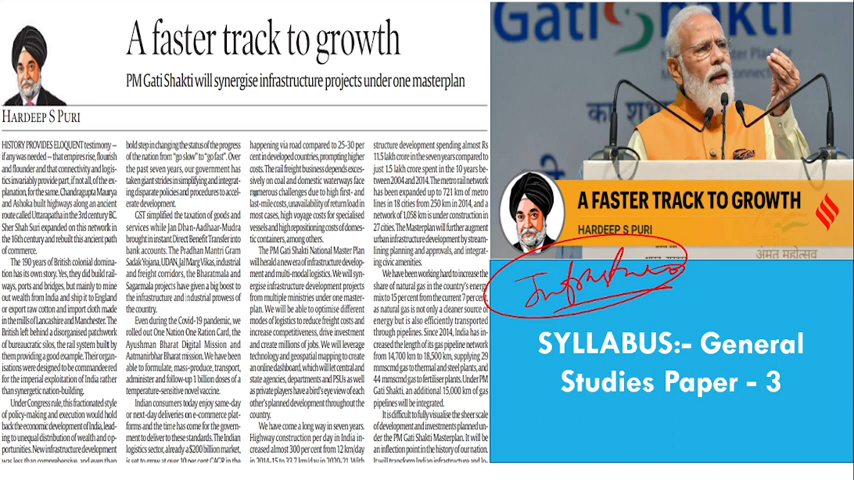 A faster track to growth
PM Gati Shakti will synergise infrastructure projects under one masterplan
HARDEEP S PURI
HISTORY PROVIDES ELOQUENT testimony —
if any was needed — that empires rise, flourish
and flounder and that connectivity and logis-
tics invariably provide part, if not all, of the ex-
planation, for the same. Chandragupta Maurya
and Ashoka built highways along an ancient
route called Uttarapatha in the 3rd century BC.
Sher Shah Suri expanded on this network in
the 16th century and rebuilt this ancient path
of commerce.
The 190 years of British colonial domina-
tion has its own story. Yes, they did build rail-
ways, ports and bridges, but mainly to mine
out wealth from India and ship it to England
or export raw cotton and import cloth made
in the mills of Lancashire and Manchester. The
British left behind a disorganised patchwork
of bureaucratic silos, the rail system built by
them providing a good example. Their organ-
isations were designed to be commandeered
for the imperial exploitation of India rather
than synergetic nation-building.
Under Congress rule, this fractionated style
of policy-making and execution would hold
back the economic development of India, lead-
ing to unequal distribution of wealth and op-
portunities. New infrastructure development
was less than comprehensive, and even than
bold step in changing the status of the progress
of the nation from "go slow" to "go fast". Over
the past seven years, our government has
taken giant strides in simplifying and integrat-
ing disparate policies and procedures to accel-
erate development.
GST simplified the taxation of goods and
services while Jan Dhan-Aadhaar-Mudra
brought in instant Direct Benefit Transfer into
bank accounts. The Pradhan Mantri Gram
Sadak Yojana, UDAN, Jal Marg Vikas, industrial
and freight corridors, the Bharatmala and
Sagarmala projects have given a big boost to
the infrastructure and industrial prowess of the
country.
Even during the Covid-19 pandemic, we
rolled out One Nation One Ration Card, the
Ayushman Bharat Digital Mission and
Aatmanirbhar Bharat mission. We have been
able to formulate, mass-produce, transport,
administer and follow-up 1 billion doses of a
temperature-sensitive novel vaccine.
Indian consumers today enjoy same-day
or next-day deliveries on e-commerce plat-
forms and the time has come for the govern-
ment to deliver to these standards. The Indian
logistics sector, already a $200 billion market,
is set to grow at over 10 per cent CAGR in the
happening via road compared to 25-30 per
cent in developed countries, prompting higher
costs. The rail freight business depends exces-
sively on coal and domestic waterways face
numerous challenges due to high first- and
last-mile costs, unavailability of return load in
most cases, high voyage costs for specialised
vessels and high repositioning costs of domes-
tic containers, among others.
The PM Gati Shakti National Master Plan
will herald a new era of infrastructure develop-
ment and multi-modal logistics. We will syn-
ergise infrastructure development projects
from multiple ministries under one master-
plan. We will be able to optimise different
modes of logistics to reduce freight costs and
increase competitiveness, drive investment
and create millions of jobs. We will leverage
technology and geospatial mapping to create
an online dashboard, which will let central and
state agencies, departments and PSUs as well
as private players have a bird's eye view of each
other's planned development throughout the
country.
We have come a long way in seven years.
Highway construction per day in India in-
creased almost 300 per cent from 12 km/day
in 2014-15 to 33.7 km/day in 2020-21. With
structure development spending almost Rs
11.5 lakh crore in the seven years compared to
just 1.5 lakh crore spent in the 10 years be-
tween 2004 and 2014. The metro rail network
has been expanded up to 721 km of metro
lines in 18 cities from 250 km in 2014, and a
network of 1,058 km is under construction in
27 cities. The Masterplan will further augment
urban infrastructure development by stream-
lining planning and approvals, and integrat-
ing civic amenities.
We have been working hard to increase the
share of natural gas in the country's energy
mix to 15 per cent from the current 7 per cent,
as natural gas is not only a cleaner source of
energy but is also efficiently transported
through pipelines. Since 2014, India has in-
creased the length of its gas pipeline network
from 14,700 km to 18,500 km, supplying 29
mmscmd gas to thermal and steel plants, and
44 mmscmd gas to fertiliser plants. Under PM
Gati Shakti, an additional 15,000 km of gas
pipelines will be integrated.
It is difficult to fully visualise the sheer scale
of development and investments planned un-
der the PM Gati Shakti Masterplan. It will be
an inflection point in the history of our nation.
It will transform Indian infrastructure and lo-
GatiShakti
का शुभ
A FASTER TRACK TO GROWTH
HARDEEP S PURI
अमृत महोत्सव
SYLLABUS:- General
Studies Paper - 3